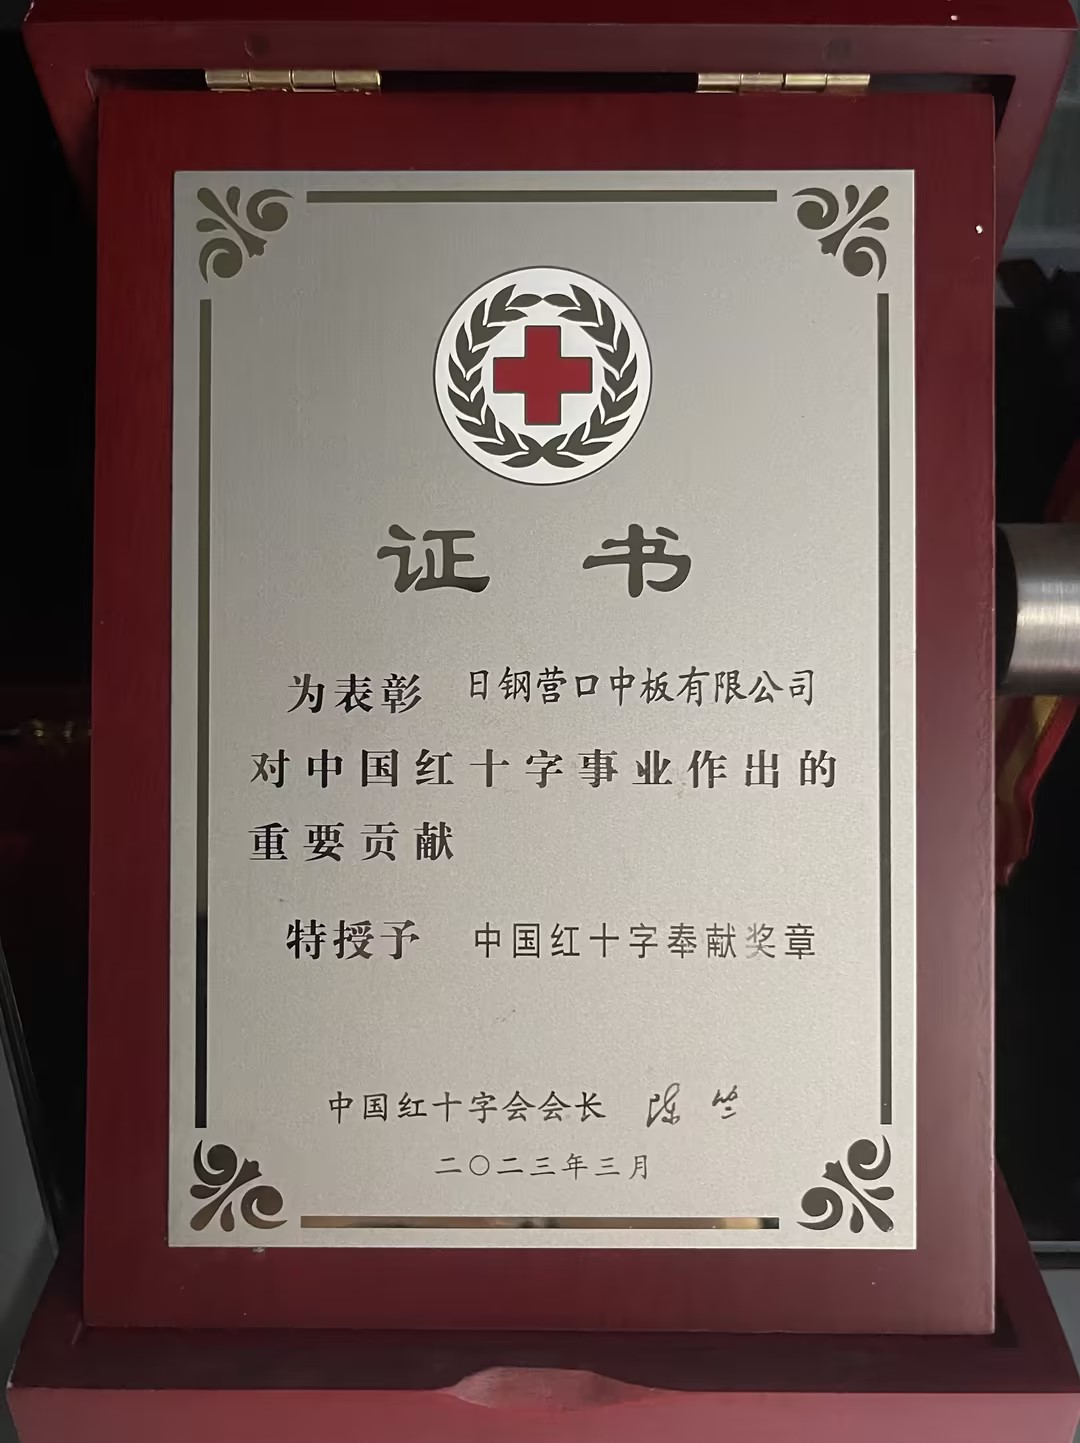 证书
为表彰 日钢营口中板有限公司
对中国红十字事业作出的
重要贡献
特授予 中国红十字奉献奖章
中国红十字会会长 陈竺
二〇二三年三月